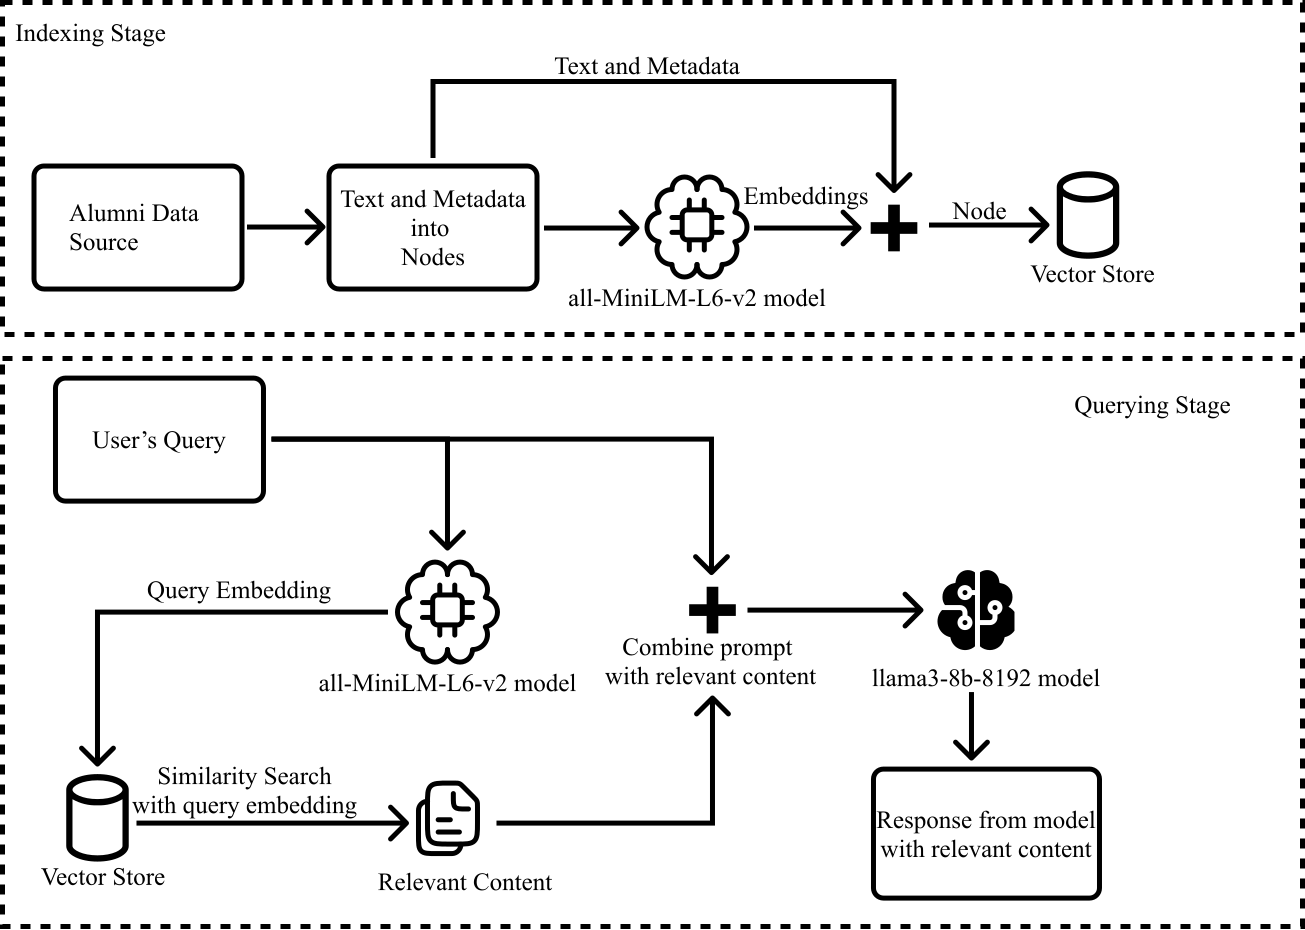 Indexing Stage
Text and Metadata
Alumni Data
Source
Text and Metadata
into
Nodes
Embeddings
Node
all-MiniLM-L6-v2 model
Vector Store
Querying Stage
User’s Query
Query Embedding
all-MiniLM-L6-v2 model
Combine prompt
with relevant content
llama3-8b-8192 model
Similarity Search
with query embedding
Vector Store
Relevant Content
Response from model
with relevant content